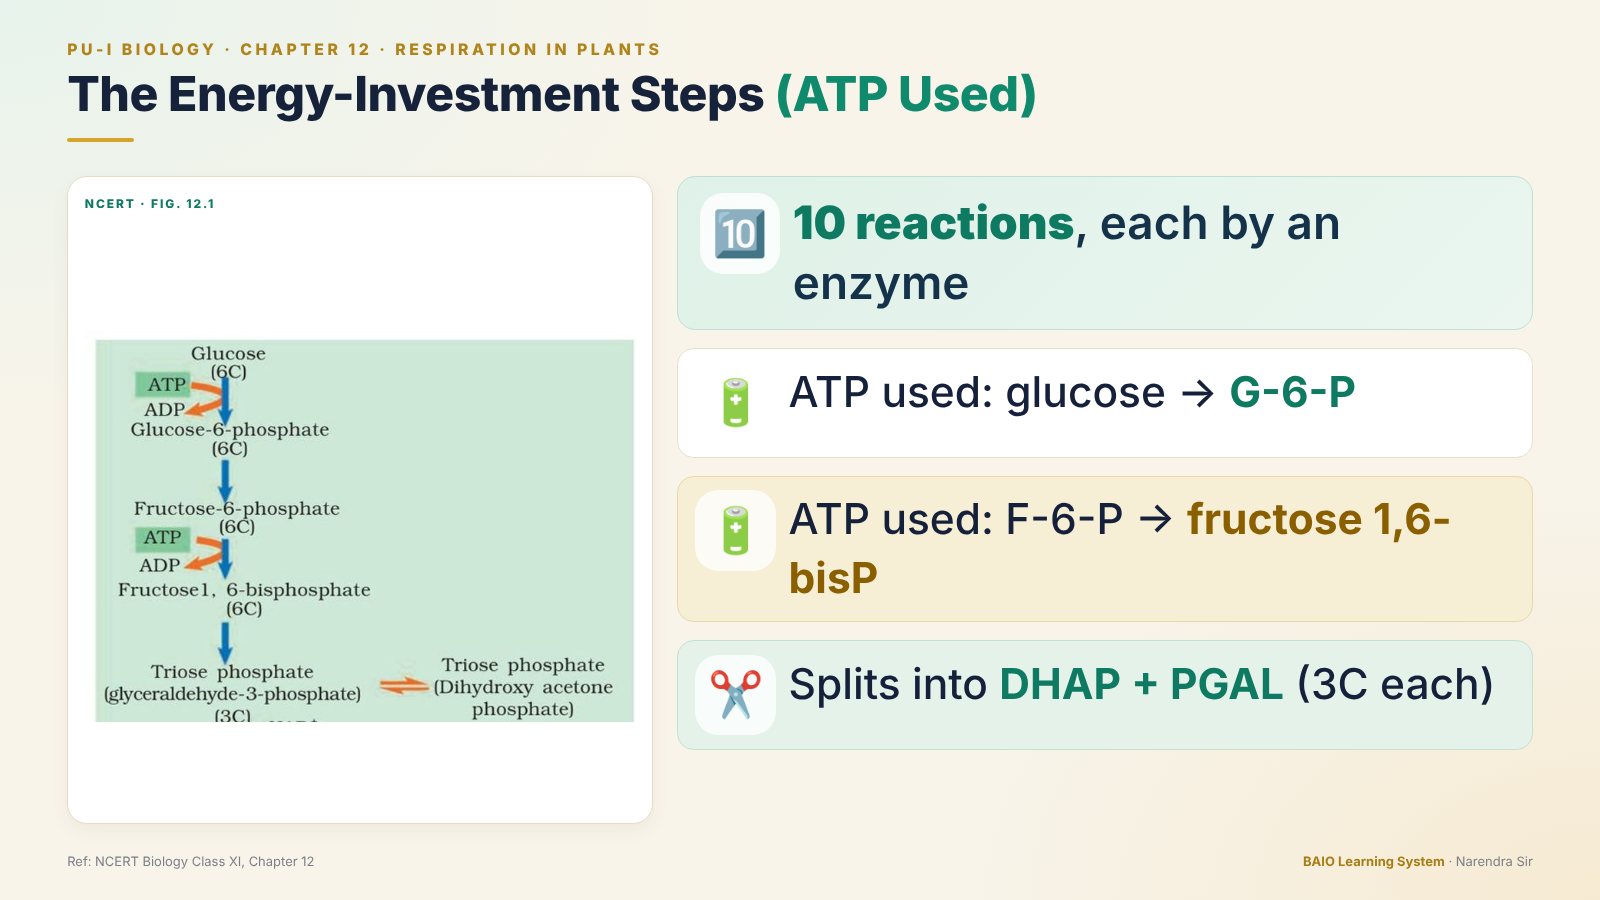 PU-I BIOLOGY · CHAPTER 12 · RESPIRATION IN PLANTS
The Energy-Investment Steps (ATP Used)
NCERT · FIG. 12.1
Glucose
(6C)
ATP
ADP
Glucose-6-phosphate
(6C)
Fructose-6-phosphate
(6C)
ATP
ADP
Fructose1, 6-bisphosphate
(6C)
Triose phosphate
(glyceraldehyde-3-phosphate)
(3C)
Triose phosphate
(Dihydroxy acetone
phosphate)
10
10 reactions, each by an
enzyme
ATP used: glucose → G-6-P
ATP used: F-6-P → fructose 1,6-
bisP
Splits into DHAP + PGAL (3C each)
Ref: NCERT Biology Class XI, Chapter 12
BAIO Learning System · Narendra Sir